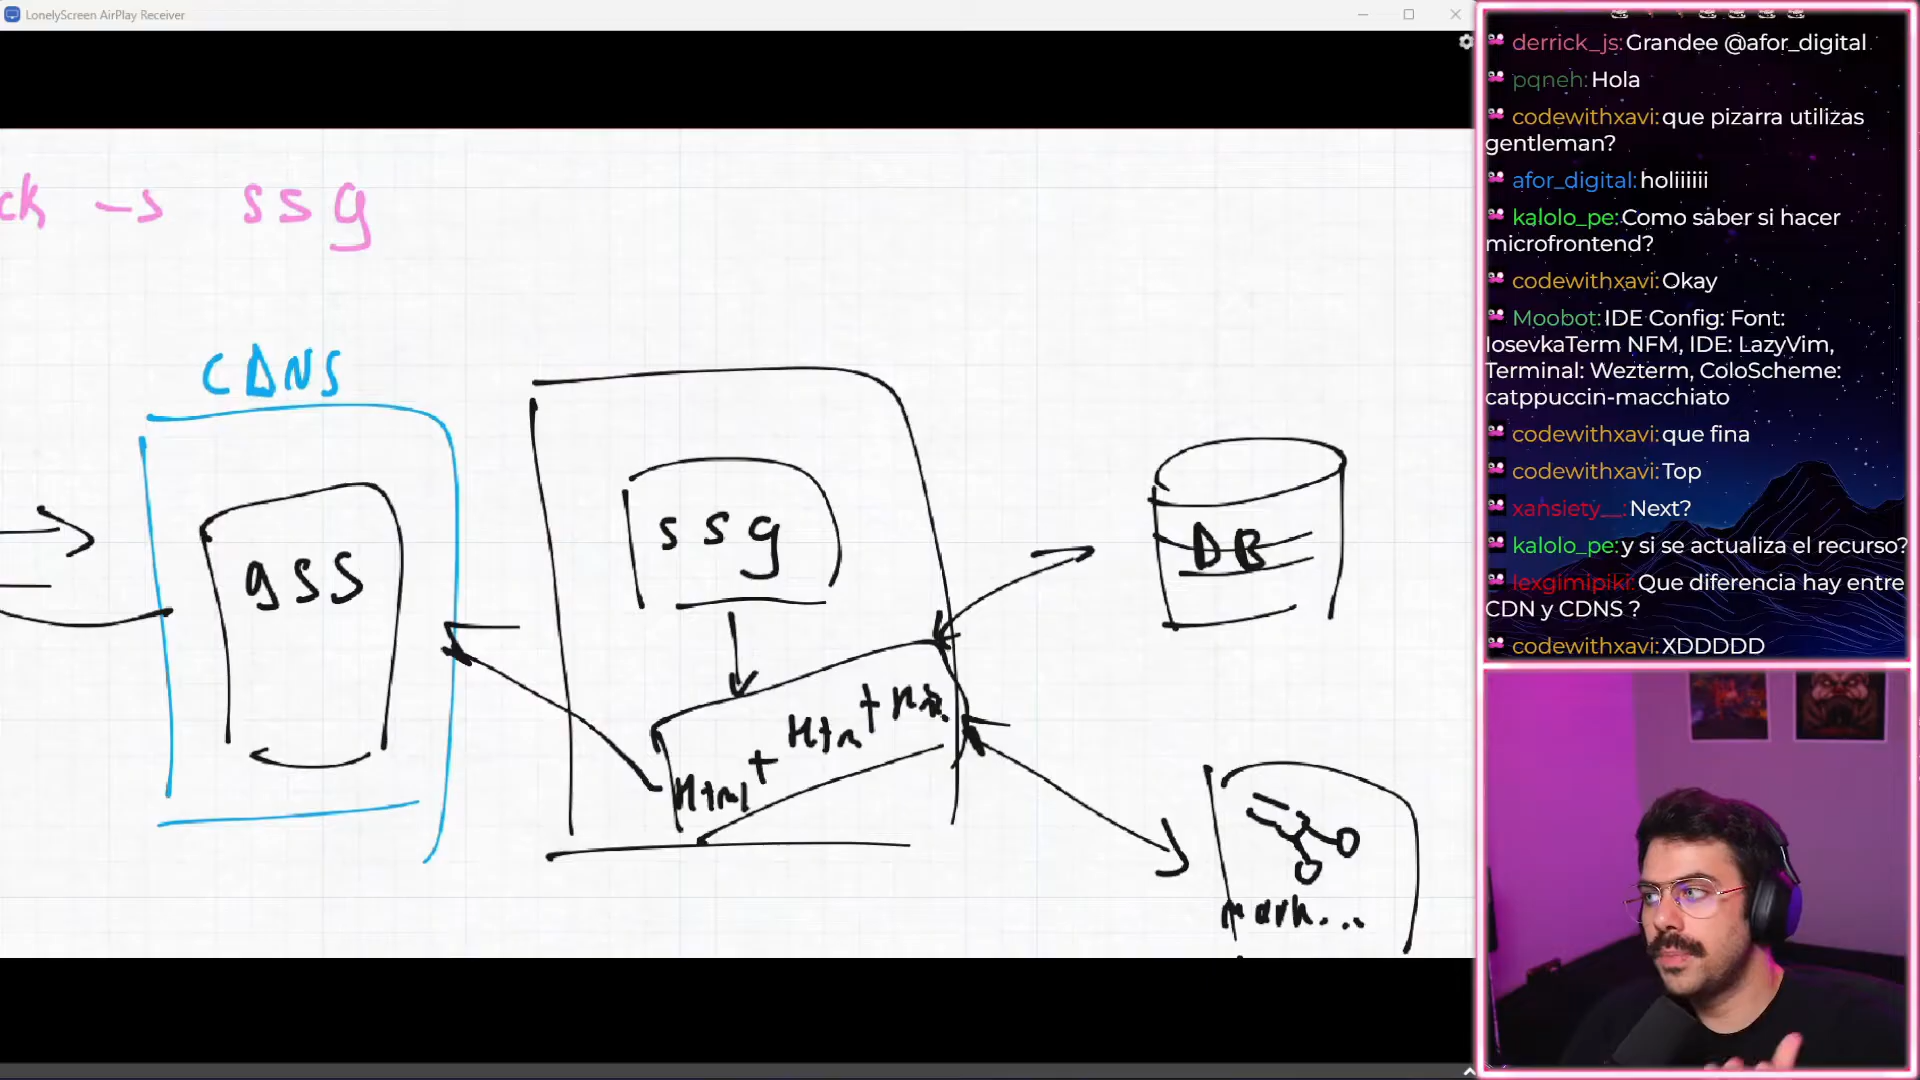 LonelyScreen AirPlay Receiver
ck → ssg
CDNS
gss
ssg
Html + Htm +
DB
mark...
derrick_js: Grandee @afor_digital
pqneh: Hola
codewithxavi: que pizarra utilizas
gentleman?
afor_digital: holiiiiii
kalolo_pe: Como saber si hacer
microfrontend?
codewithxavi: Okay
Moobot: IDE Config: Font:
IosevkaTerm NFM, IDE: LazyVim,
Terminal: Wezterm, ColoScheme:
catppuccin-macchiato
codewithxavi: que fina
codewithxavi: Top
xansiety__: Next?
kalolo_pe: y si se actualiza el recurso?
lexgimipiki: Que diferencia hay entre
CDN y CDNS ?
codewithxavi: XDDDDD